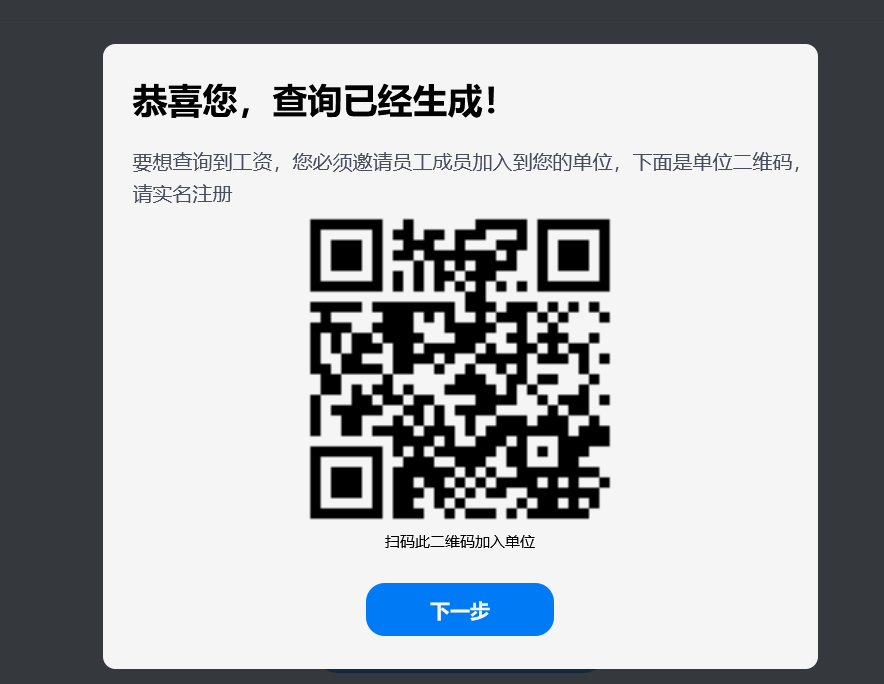 恭喜您，查询已经生成！
要想查询到工资，您必须邀请员工成员加入到您的单位，下面是单位二维码，
请实名注册
扫码此二维码加入单位
下一步